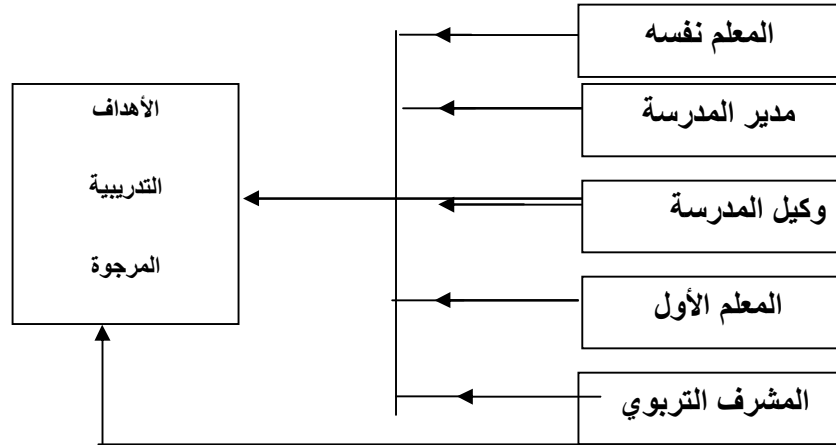 المعلم نفسه
مدير المدرسة
وكيل المدرسة
المعلم الأول
المشرف التربوي
الأهداف
التدريبية
المرجوة